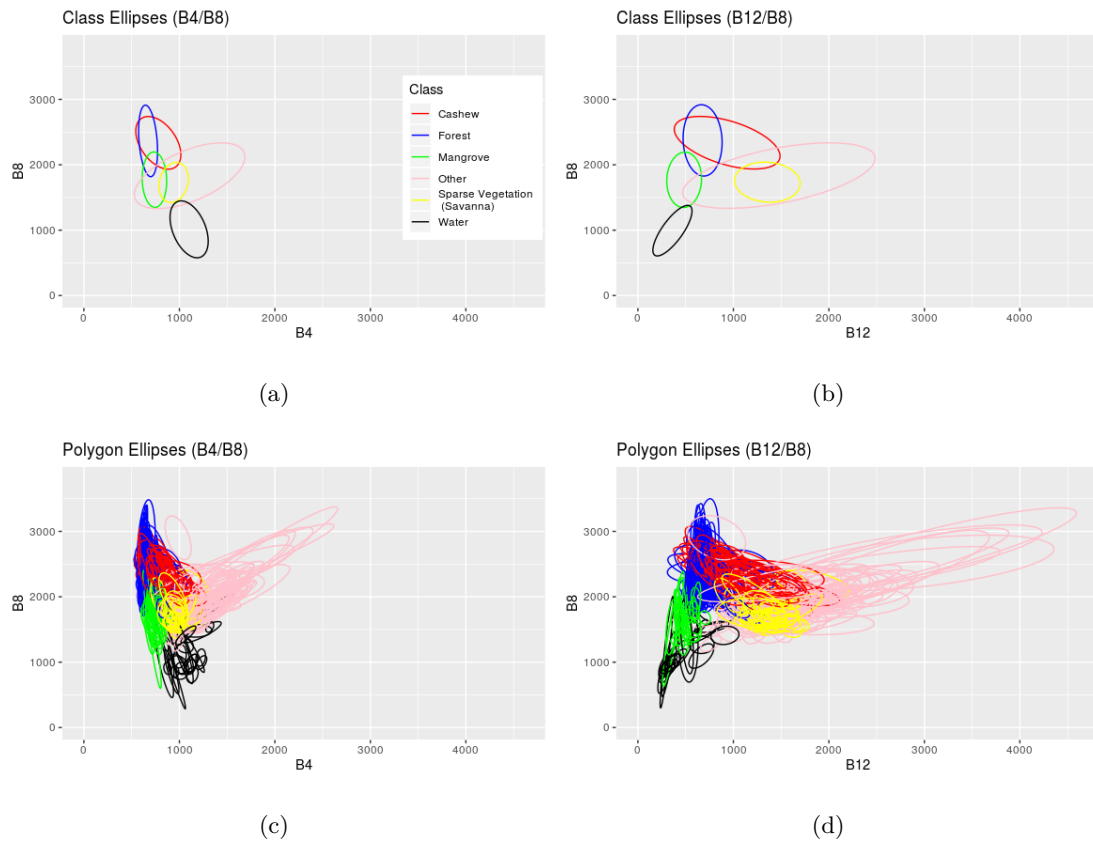 Class Ellipses (B4/B8)
B8
3000
2000
1000
0
0 1000 2000 3000 4000
B4
Class
Cashew
Forest
Mangrove
Other
Sparse Vegetation
(Savanna)
Water
(a)
Class Ellipses (B12/B8)
B8
3000
2000
1000
0
0 1000 2000 3000 4000
B12
(b)
Polygon Ellipses (B4/B8)
B8
3000
2000
1000
0
0 1000 2000 3000 4000
B4
(c)
Polygon Ellipses (B12/B8)
B8
3000
2000
1000
0
0 1000 2000 3000 4000
B12
(d)